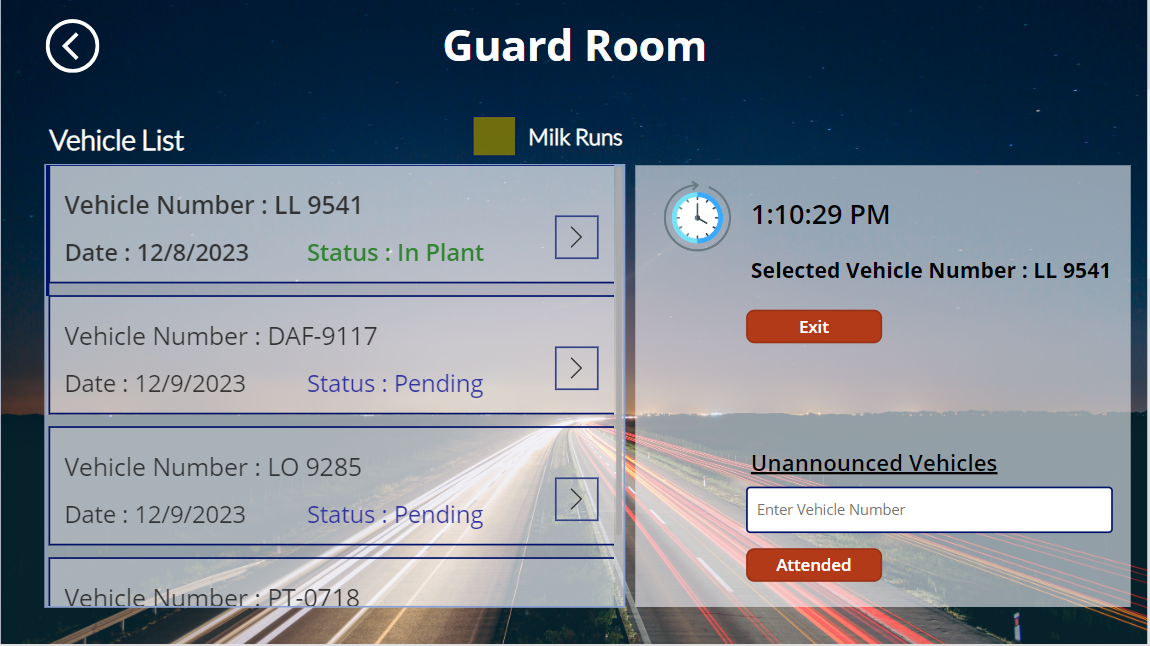 Guard Room
Vehicle List
Milk Runs
Vehicle Number : LL 9541
Date : 12/8/2023
Status : In Plant
Vehicle Number : DAF-9117
Date : 12/9/2023
Status : Pending
Vehicle Number : LO 9285
Date : 12/9/2023
Status : Pending
Vehicle Number : PT-0718
1:10:29 PM
Selected Vehicle Number : LL 9541
Exit
Unannounced Vehicles
Enter Vehicle Number
Attended